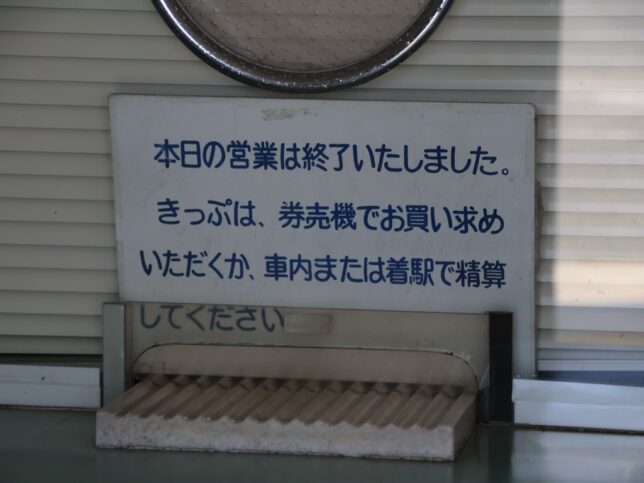 本日の営業は終了いたしました。
きっぷは、券売機でお買い求め
いただくか、車内または着駅で精算
してください